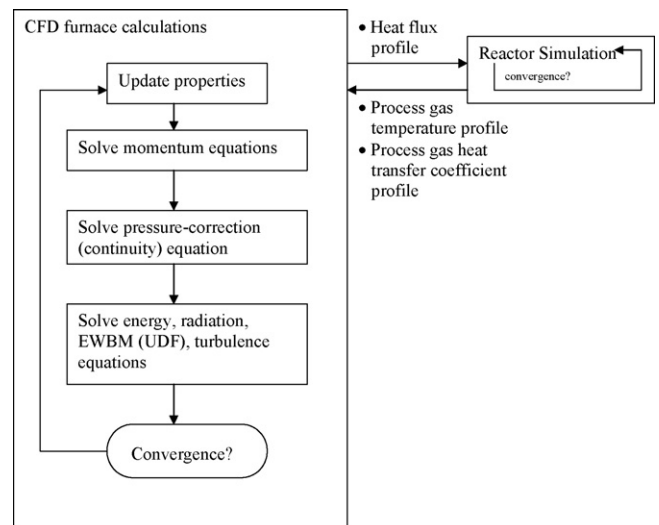 CFD furnace calculations
Update properties
Solve momentum equations
Solve pressure-correction
(continuity) equation
Solve energy, radiation,
EWBM (UDF), turbulence
equations
Convergence?
• Heat flux
profile
Reactor Simulation
convergence?
• Process gas
temperature profile
• Process gas heat
transfer coefficient
profile